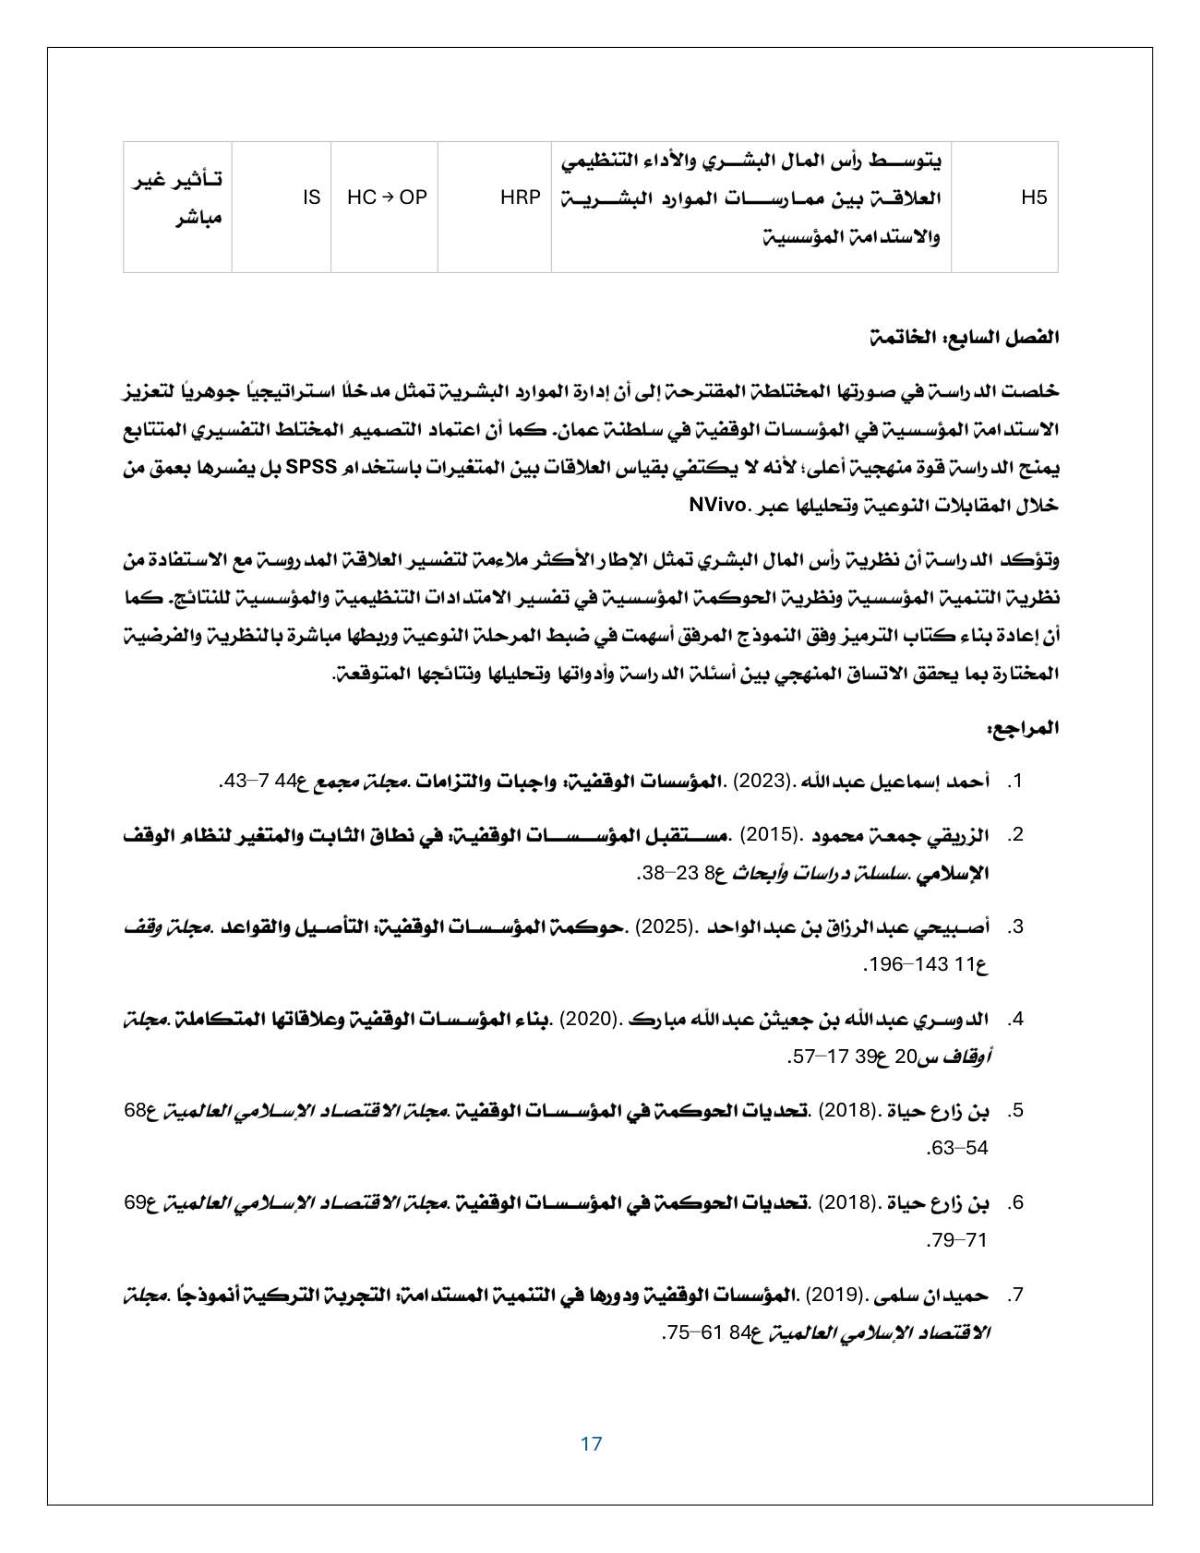 H5
يتوسط رأس المال البشري والأداء التنظيمي
العلاقة بين ممارسات الموارد البشرية
والاستدامة المؤسسية
HRP
HC → OP
IS
تأثير غير
مباشر
الفصل السابع: الخاتمة
خلصت الدراسة في صورتها المختلطة المقترحة إلى أن إدارة الموارد البشرية تمثل مدخلًا استراتيجيًا جوهريًا لتعزيز
الاستدامة المؤسسية في المؤسسات الوقفية في سلطنة عمان. كما أن اعتماد التصميم المختلط التفسيري المتتابع
يمنح الدراسة قوة منهجية أعلى؛ لأنه لا يكتفي بقياس العلاقات بين المتغيرات باستخدام SPSS بل يفسرها بعمق من
خلال المقابلات النوعية وتحليلها عبر .NVivo
وتؤكد الدراسة أن نظرية رأس المال البشري تمثل الإطار الأكثر ملاءمة لتفسير العلاقة المدروسة مع الاستفادة من
نظرية التنمية المؤسسية ونظرية الحوكمة المؤسسية في تفسير الامتدادات التنظيمية والمؤسسية للنتائج. كما
أن إعادة بناء كتاب الترميز وفق النموذج المرفق أسهمت في ضبط المرحلة النوعية وربطها مباشرة بالنظرية والفرضية
المختارة بما يحقق الاتساق المنهجي بين أسئلة الدراسة وأدواتها وتحليلها ونتائجها المتوقعة.
المراجع:
1. أحمد إسماعيل عبدالله .(2023) .المؤسسات الوقفية: واجبات والتزامات .مجلة مجمع ع44 7–43.
2. الزريقي جمعة محمود .(2015) .مستقبل المؤسسات الوقفية: في نطاق الثابت والمتغير لنظام الوقف
الإسلامي .سلسلة دراسات وأبحاث ع8 23–38.
3. أصبيحي عبدالرزاق بن عبدالواحد .(2025) .حوكمة المؤسسات الوقفية: التأصيل والقواعد .مجلة وقف
ع11 143–196.
4. الدوسري عبدالله بن جعيثن عبدالله مبارك .(2020) .بناء المؤسسات الوقفية وعلاقاتها المتكاملة .مجلة
أوقاف س20 ع39 17–57.
5. بن زارع حياة .(2018) .تحديات الحوكمة في المؤسسات الوقفية .مجلة الاقتصاد الإسلامي العالمية ع68
54–63.
6. بن زارع حياة .(2018) .تحديات الحوكمة في المؤسسات الوقفية .مجلة الاقتصاد الإسلامي العالمية ع69
71–79.
7. حميدان سلمى .(2019) .المؤسسات الوقفية ودورها في التنمية المستدامة: التجربة التركية أنموذجًا .مجلة
الاقتصاد الإسلامي العالمية ع84 61–75.
17